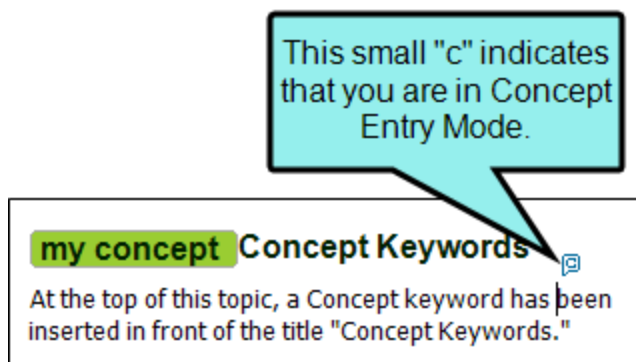 This small "c" indicates
that you are in Concept
Entry Mode.
my concept Concept Keywords
C
At the top of this topic, a Concept keyword has been
inserted in front of the title "Concept Keywords."